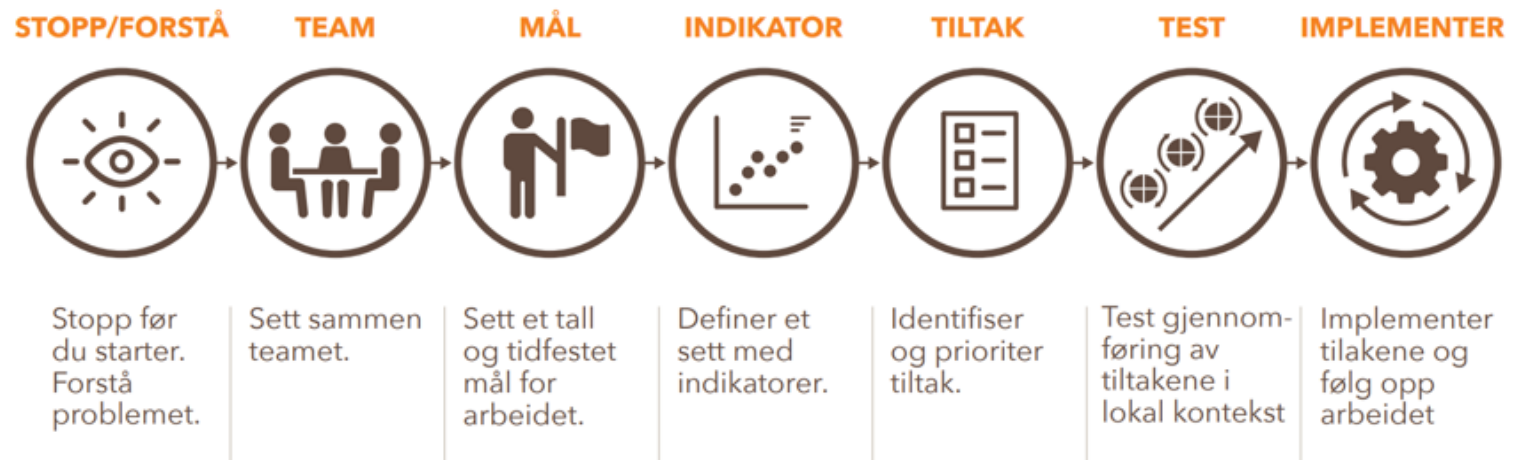 STOPP/FORSTÅ
TEAM
MÅL
INDIKATOR
TILTAK
TEST
IMPLEMENTER
Stopp før
du starter.
Forstå
problemet.
Sett sammen
teamet.
Sett et tall
og tidfestet
mål for
arbeidet.
Definer et
sett med
indikatorer.
Identifiser
og prioriter
tiltak.
Test gjennom-
føring av
tiltakene i
lokal kontekst
Implementer
tilakene og
følg opp
arbeidet